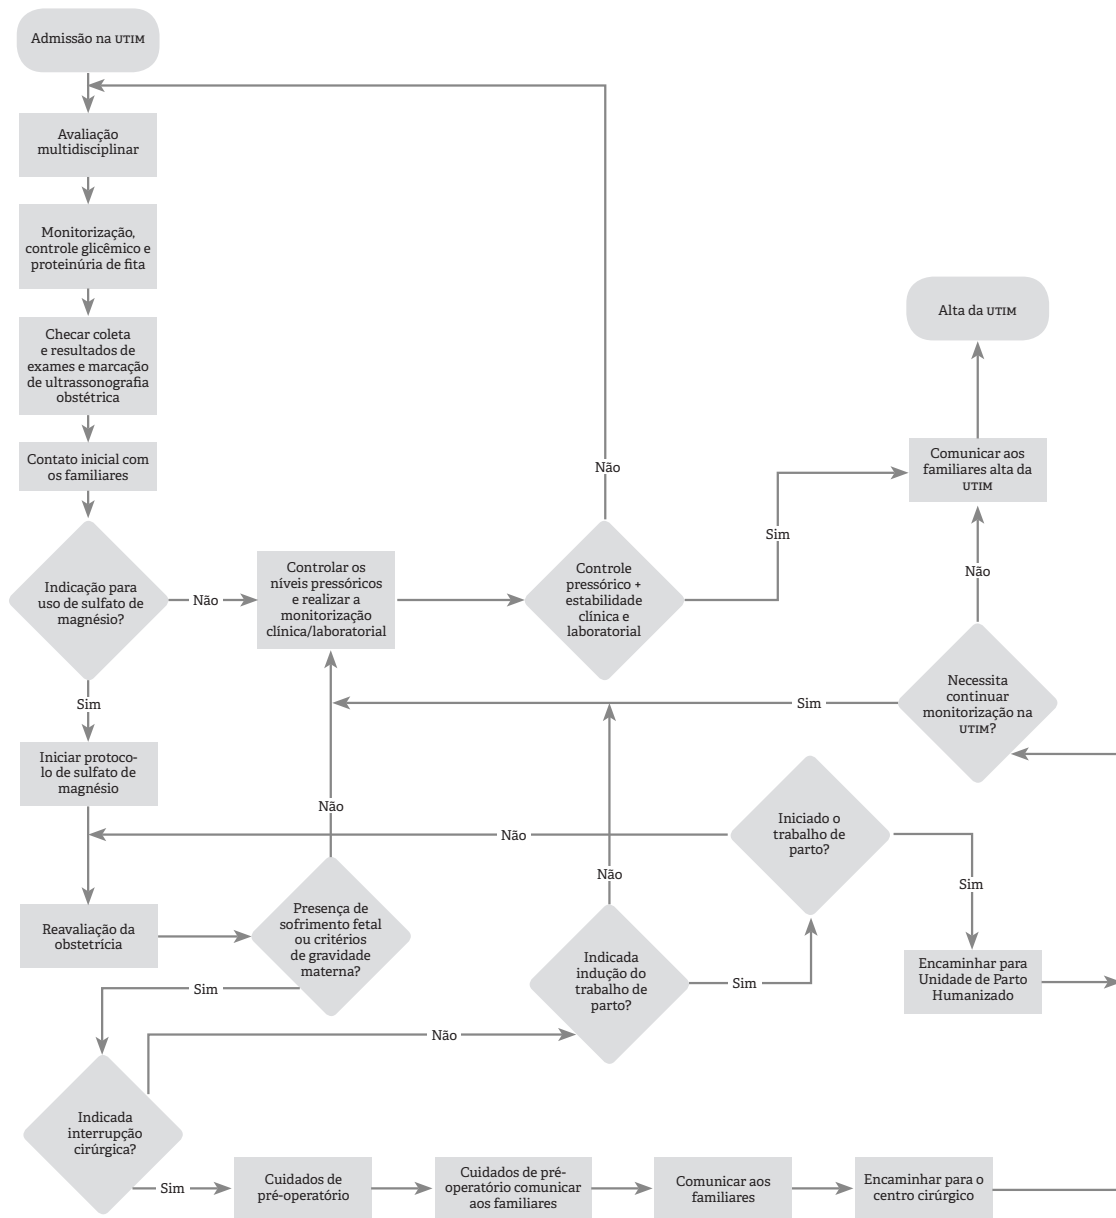 Admissão na UTIM
Avaliação
multidisciplinar
Monitorização,
controle glicêmico e
proteinúria de fita
Checar coleta
e resultados de
exames e marcação
de ultrassonografia
obstétrica
Contato inicial com
os familiares
Indicação para
uso de sulfato de
magnésio?
Não
Controlar os
níveis pressóricos
e realizar a
monitorização
clínica/laboratorial
Não
Controle
pressórico +
estabilidade
clínica e
laboratorial
Sim
Alta da UTIM
Comunicar aos
familiares alta da
UTIM
Não
Necessita
continuar
monitorização na
UTIM?
Sim
Sim
Iniciar protoco-
lo de sulfato de
magnésio
Não
Não
Iniciado o
trabalho de
parto?
Sim
Reavaliação da
obstetrícia
Presença de
sofrimento fetal
ou critérios
de gravidade
materna?
Não
Indicada
indução do
trabalho de
parto?
Sim
Encaminhar para
Unidade de Parto
Humanizado
Sim
Não
Indicada
interrupção
cirúrgica?
Sim
Cuidados de
pré-operatório
Cuidados de pré-
operatório comunicar
aos familiares
Comunicar aos
familiares
Encaminhar para o
centro cirúrgico